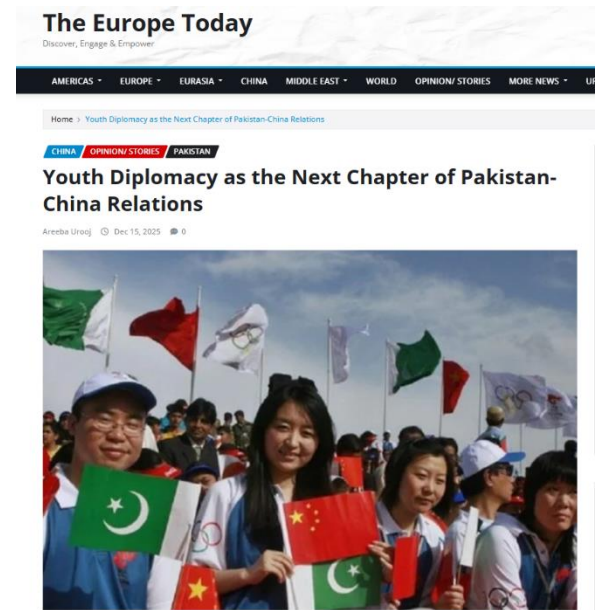 The Europe Today
Discover, Engage & Empower
AMERICAS EUROPE EURASIA CHINA MIDDLE EAST WORLD OPINION/ STORIES MORE NEWS
Home > Youth Diplomacy as the Next Chapter of Pakistan-China Relations
CHINA OPINION/ STORIES PAKISTAN
Youth Diplomacy as the Next Chapter of Pakistan-
China Relations
Areeba Urooj Dec 15, 2025 0